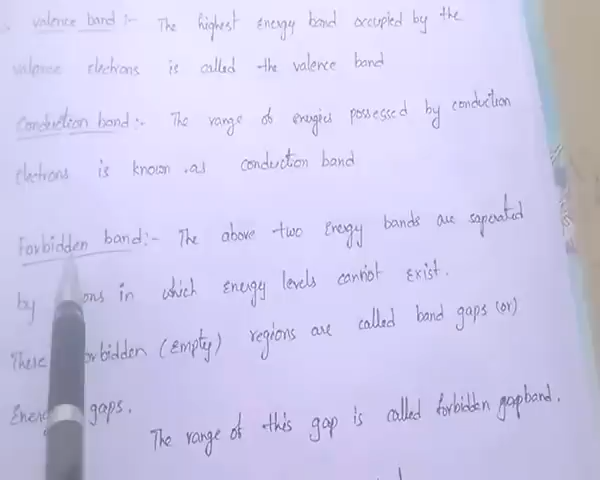 valence band :- The highest Energy band occupied by the
valence electrons is called the valence band
Conduction band:- The range of energies possessed by conduction
electrons is known as conduction band
Forbidden band:- The above two Energy bands are saperated
by ons in which energy levels cannot exist.
These orbidden (Empty) regions are called band gaps (or)
Ener gaps.
The range of this gap is called forbidden gapband.